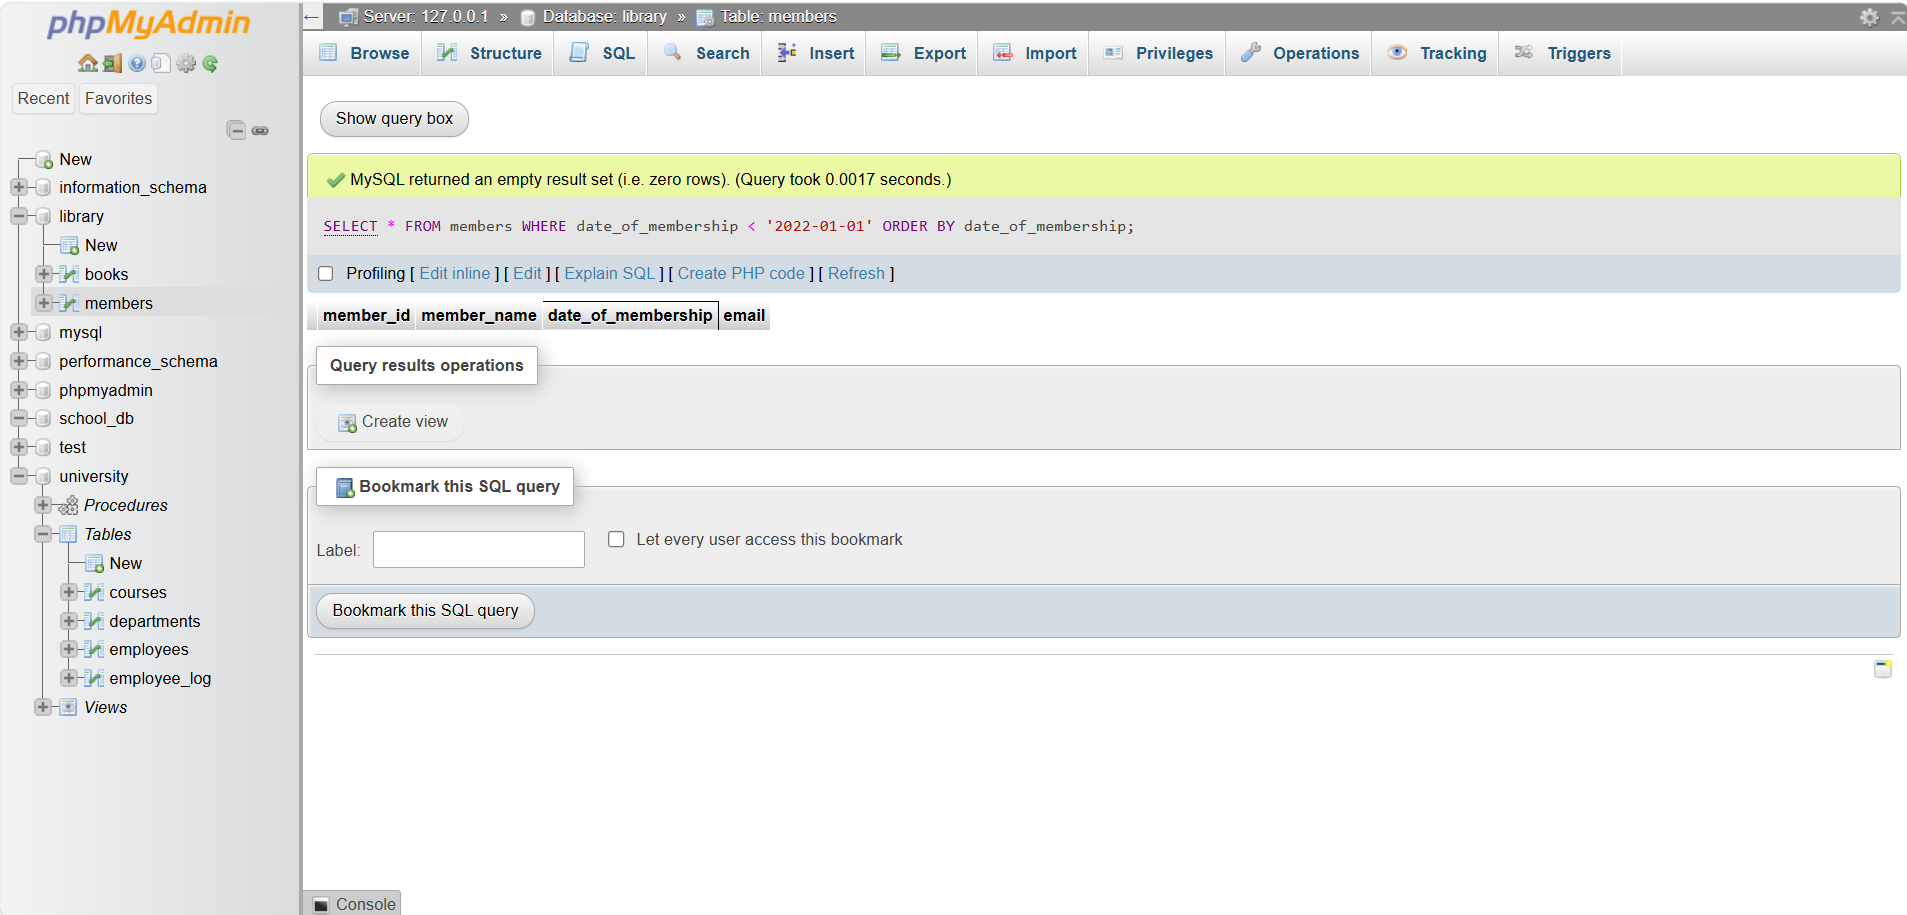 phpMyAdmin
Recent Favorites
New
information_schema
library
New
books
members
mysql
performance_schema
phpmyadmin
school_db
test
university
Procedures
Tables
New
courses
departments
employees
employee_log
Views
← Server: 127.0.0.1 » Database: library » Table: members
Browse Structure SQL Search Insert Export Import Privileges Operations Tracking Triggers
Show query box
MySQL returned an empty result set (i.e. zero rows). (Query took 0.0017 seconds.)
SELECT * FROM members WHERE date_of_membership < '2022-01-01' ORDER BY date_of_membership;
Profiling [ Edit inline ] [ Edit ] [ Explain SQL ] [ Create PHP code ] [ Refresh ]
member_id member_name date_of_membership email
Query results operations
Create view
Bookmark this SQL query
Label: Let every user access this bookmark
Bookmark this SQL query
Console